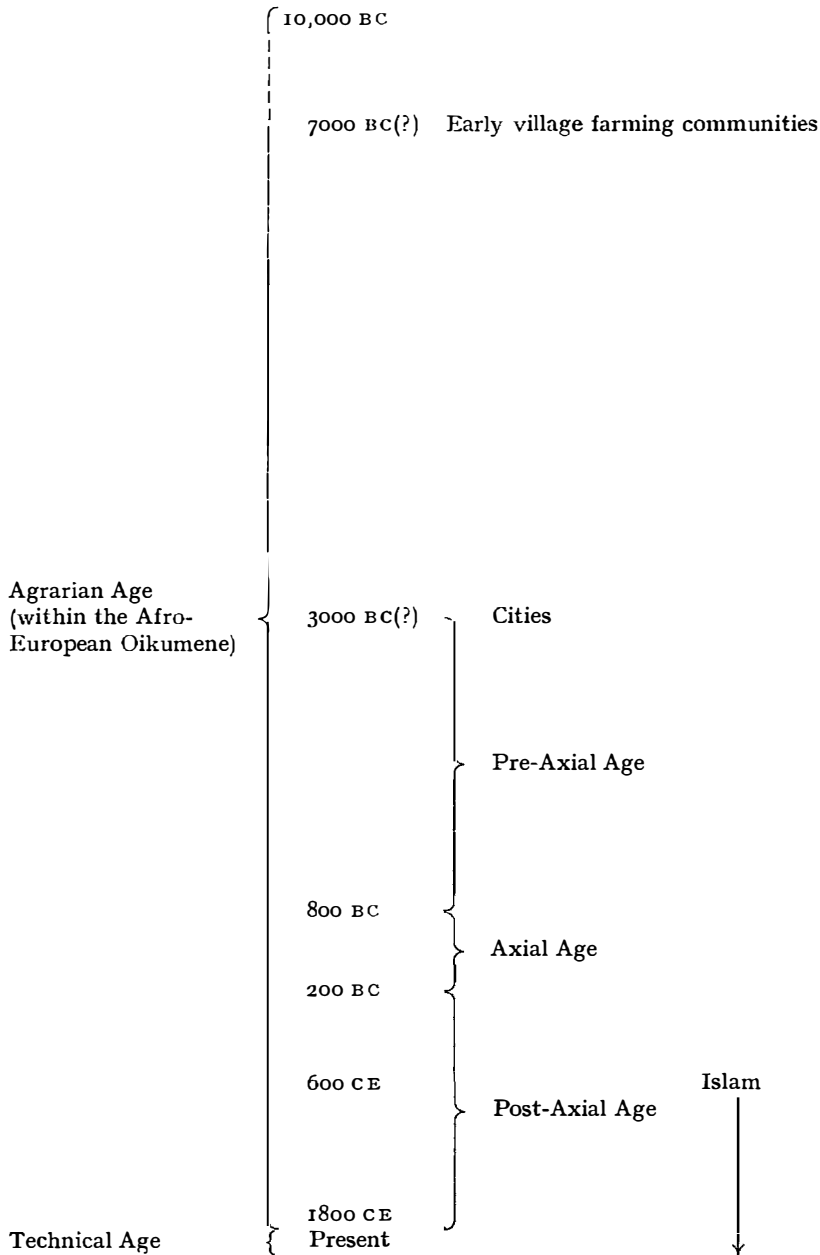 10,000 BC
7000 BC(?) Early village farming communities
Agrarian Age
(within the Afro-
European Oikumene)
3000 BC(?) Cities
Pre-Axial Age
800 BC
Axial Age
200 BC
600 CE Islam
Post-Axial Age
1800 CE
Technical Age Present